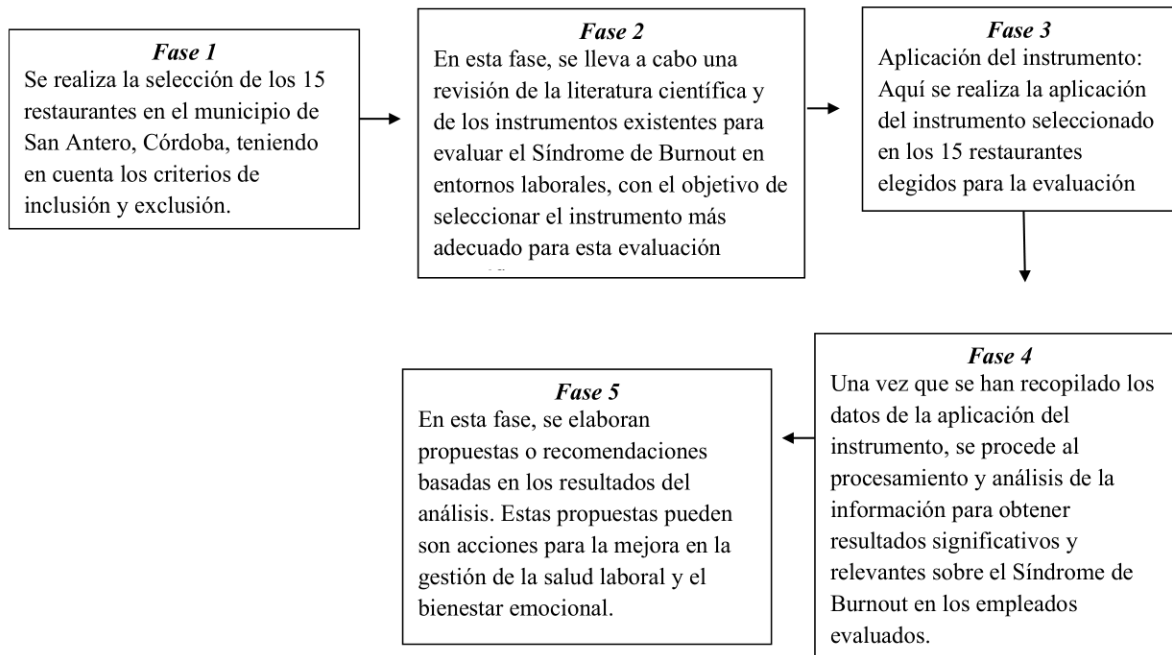 Fase 1
Se realiza la selección de los 15
restaurantes en el municipio de
San Antero, Córdoba, teniendo
en cuenta los criterios de
inclusión y exclusión.
Fase 2
En esta fase, se lleva a cabo una
revisión de la literatura científica y
de los instrumentos existentes para
evaluar el Síndrome de Burnout en
entornos laborales, con el objetivo de
seleccionar el instrumento más
adecuado para esta evaluación
Fase 3
Aplicación del instrumento:
Aquí se realiza la aplicación
del instrumento seleccionado
en los 15 restaurantes
elegidos para la evaluación
Fase 4
Una vez que se han recopilado los
datos de la aplicación del
instrumento, se procede al
procesamiento y análisis de la
información para obtener
resultados significativos y
relevantes sobre el Síndrome de
Burnout en los empleados
evaluados.
Fase 5
En esta fase, se elaboran
propuestas o recomendaciones
basadas en los resultados del
análisis. Estas propuestas pueden
son acciones para la mejora en la
gestión de la salud laboral y el
bienestar emocional.